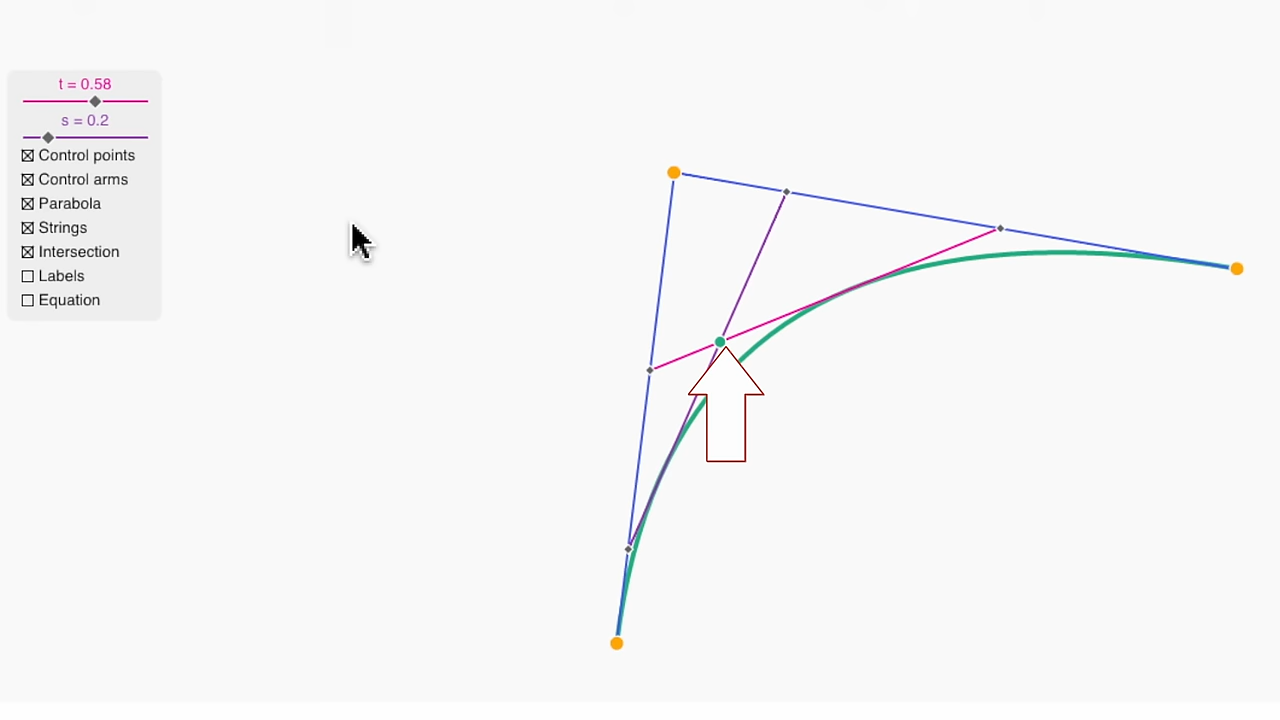 t = 0.58
s = 0.2
Control points
Control arms
Parabola
Strings
Intersection
Labels
Equation